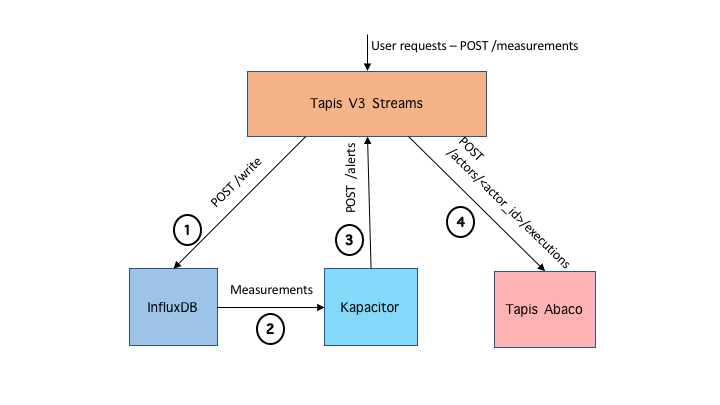 User requests – POST /measurements
Tapis V3 Streams
POST /write
POST /alerts
POST
/actors/<actor_id>/executions
1
3
4
InfluxDB
Measurements
2
Kapacitor
Tapis Abaco